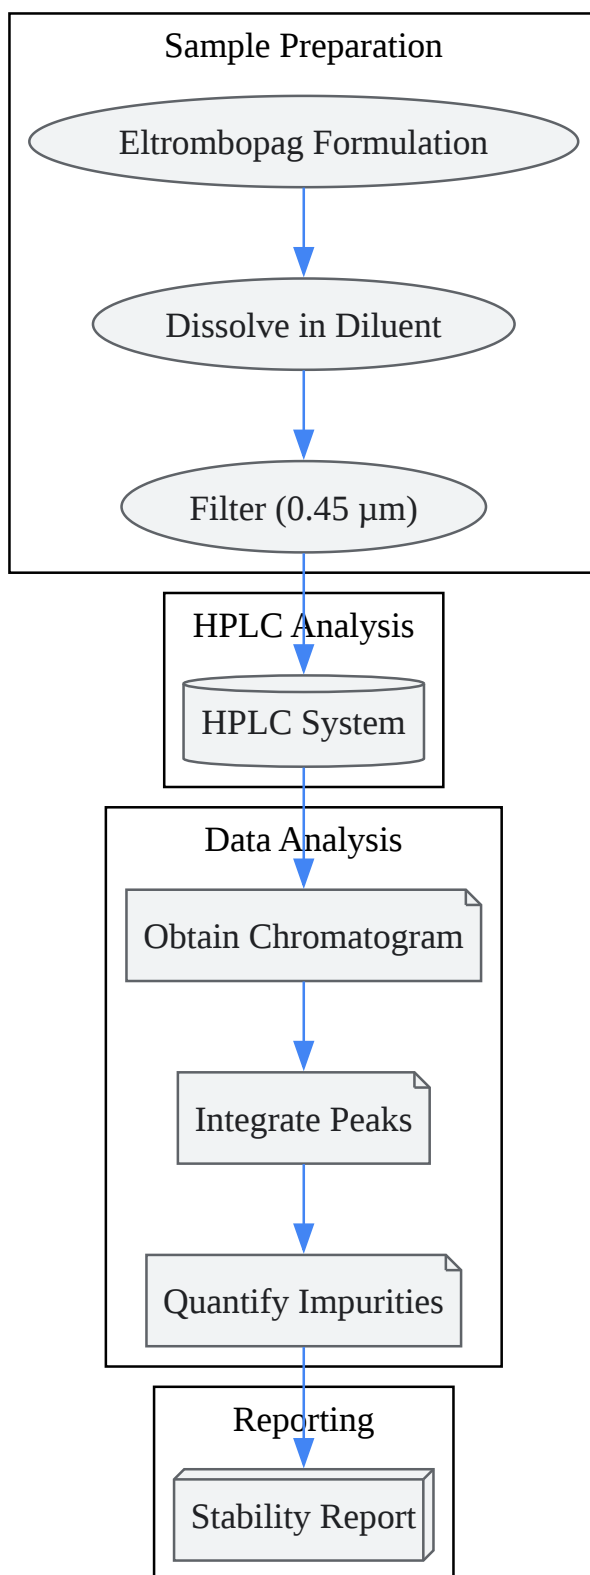 Sample Preparation
Eltrombopag Formulation
Dissolve in Diluent
Filter (0.45 µm)
HPLC Analysis
HPLC System
Data Analysis
Obtain Chromatogram
Integrate Peaks
Quantify Impurities
Reporting
Stability Report